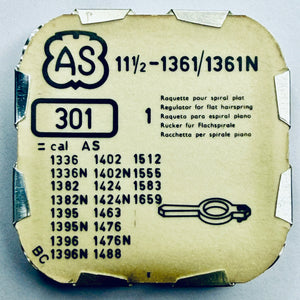 AS 11½-1361/1361N
301 1
Raquette pour spiral plat
Regulator for flat hairspring
Raqueta para espiral plano
Rucker für Flachspirale
Racchetta per spirale piano
= cal AS
1336 1402 1512
1336N 1402N 1555
1382 1424 1583
1382N 1424N 1659
1395 1463
1395N 1476
1396 1476N
1396N 1488
BC